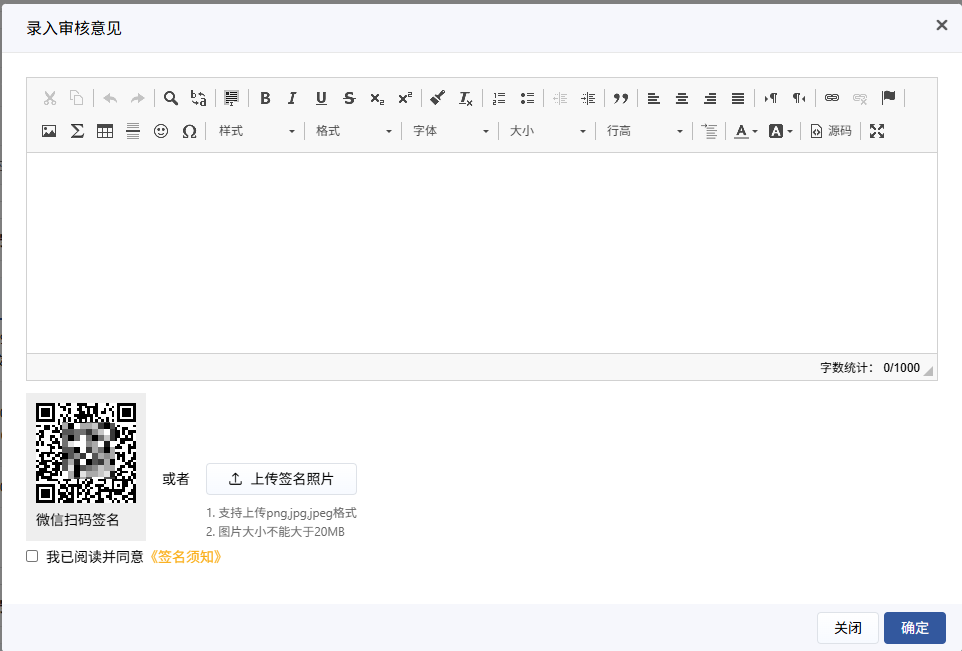 录入审核意见
样式 格式 字体 大小 行高 源码
字数统计： 0/1000
微信扫码签名
或者
上传签名照片
1. 支持上传png,jpg,jpeg格式
2. 图片大小不能大于20MB
我已阅读并同意《签名须知》
关闭 确定